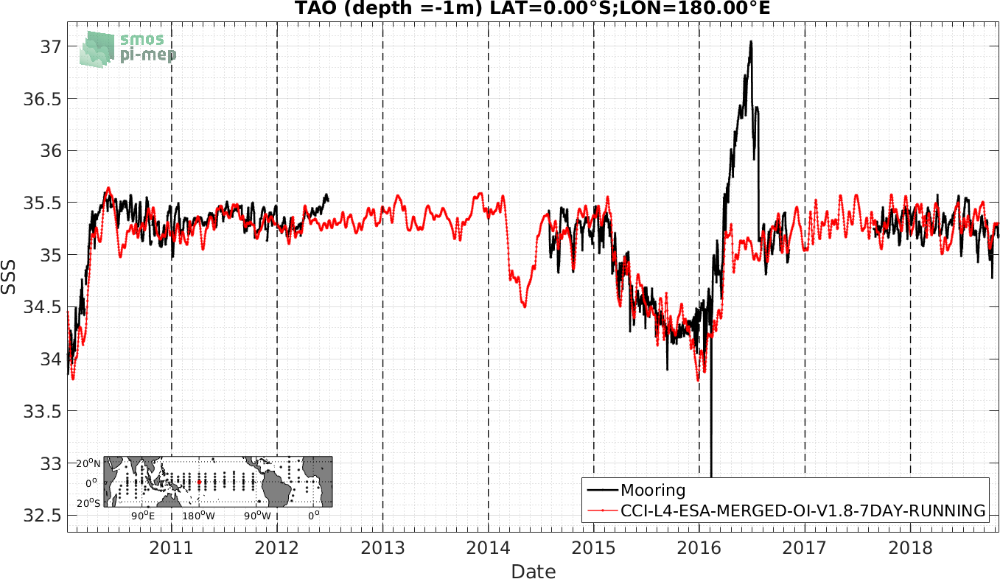 TAO (depth =-1m) LAT=0.00°S;LON=180.00°E
smos
pi-mep
37
36.5
36
35.5
35
34.5
34
33.5
33
32.5
SSS
20°N
0°
20°S
90°E
180°W
90°W
0°
Mooring
CCI-L4-ESA-MERGED-OI-V1.8-7DAY-RUNNING
2011
2012
2013
2014
2015
2016
2017
2018
Date